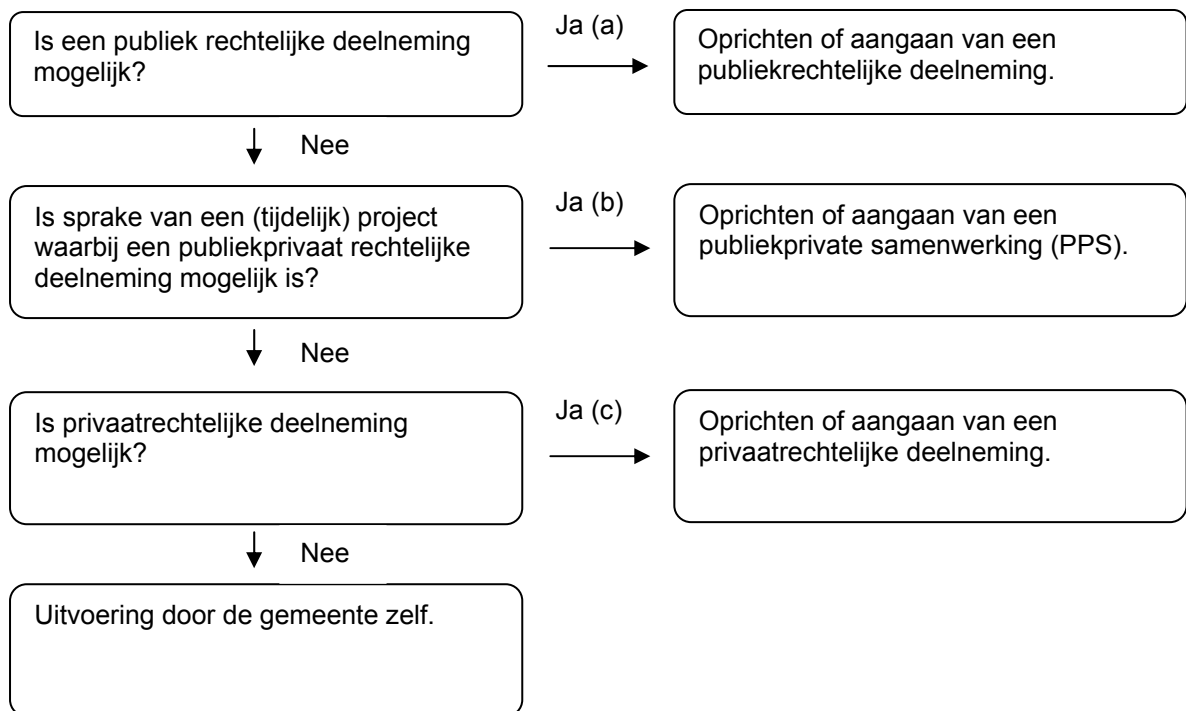 Is een publiek rechtelijke deelneming
mogelijk?
Ja (a)
Oprichten of aangaan van een
publiekrechtelijke deelneming.
Nee
Is sprake van een (tijdelijk) project
waarbij een publiekprivaat rechtelijke
deelneming mogelijk is?
Ja (b)
Oprichten of aangaan van een
publiekprivate samenwerking (PPS).
Nee
Is privaatrechtelijke deelneming
mogelijk?
Ja (c)
Oprichten of aangaan van een
privaatrechtelijke deelneming.
Nee
Uitvoering door de gemeente zelf.